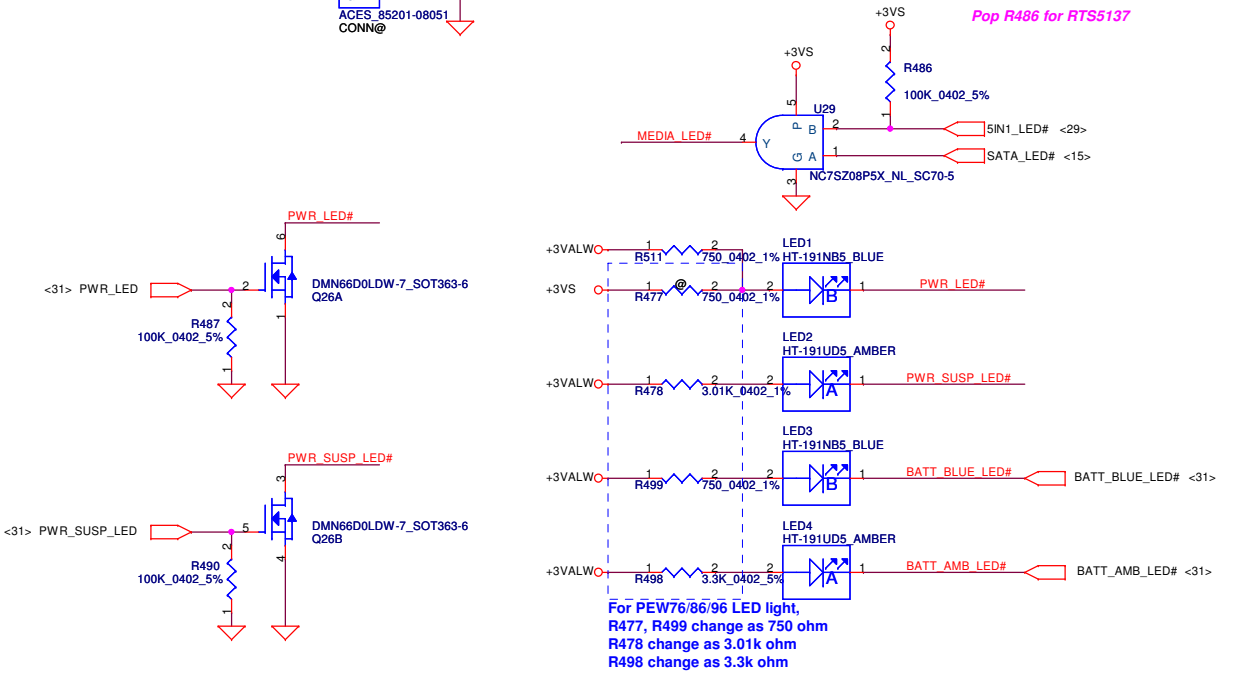 ACES_85201-08051
CONN@
+3VS
Pop R486 for RTS5137
+3VS
2
R486
100K_0402_5%
1
5
U29
P
B
2
5IN1_LED# <29>
MEDIA_LED#
4
Y
G
A
1
SATA_LED# <15>
3
NC7SZ08P5X_NL_SC70-5
PWR_LED#
6
<31> PWR_LED
2
DMN66D0LDW-7_SOT363-6
Q26A
2
1
R487
100K_0402_5%
1
+3VALW
1
2
R511
750_0402_1%
LED1
HT-191NB5_BLUE
+3VS
1
@
2
R477
750_0402_1%
2
B
1
PWR_LED#
LED2
HT-191UD5_AMBER
+3VALW
1
2
R478
3.01K_0402_1%
2
A
1
PWR_SUSP_LED#
LED3
HT-191NB5_BLUE
+3VALW
1
2
R499
750_0402_1%
2
B
1
BATT_BLUE_LED#
BATT_BLUE_LED# <31>
PWR_SUSP_LED#
3
<31> PWR_SUSP_LED
5
DMN66D0LDW-7_SOT363-6
Q26B
2
4
R490
100K_0402_5%
1
LED4
HT-191UD5_AMBER
+3VALW
1
2
R498
3.3K_0402_5%
2
A
1
BATT_AMB_LED#
BATT_AMB_LED# <31>
For PEW76/86/96 LED light,
R477, R499 change as 750 ohm
R478 change as 3.01k ohm
R498 change as 3.3k ohm